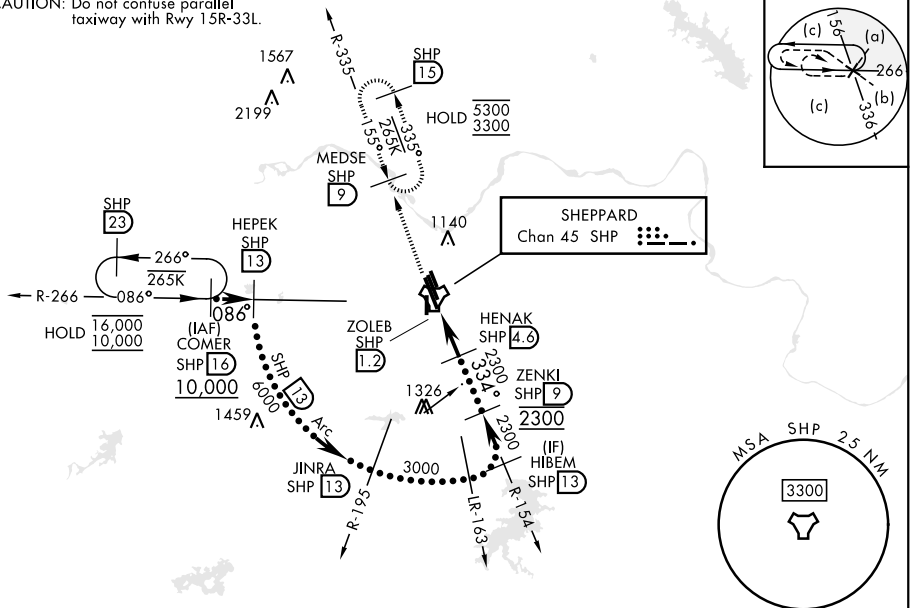 CAUTION: Do not confuse parallel
taxiway with Rwy 15R-33L.
1567
2199
R-335
SHP
15
HOLD 5300
3300
155°
265K
335°
MEDSE
SHP
9
1140
SHEPPARD
Chan 45 SHP
SHP
23
HEPEK
SHP
13
266°
265K
R-266
086°
086°
HOLD 16,000
10,000
(IAF)
COMER
SHP 16
10,000
ZOLEB
SHP
1.2
HENAK
SHP 4.6
2300
334°
ZENKI
SHP 9
2300
2300
1326
SHP 13 Arc
6000
1459
JINRA
SHP 13
3000
(IF)
HIBEM
SHP 13
R-195
LR-163
R-154
156
(c)
(a)
266
(b)
(c)
336
MSA SHP 25 NM
3300